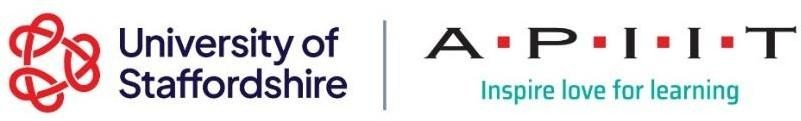 University of
Staffordshire
A·P·I·I·T
Inspire love for learning